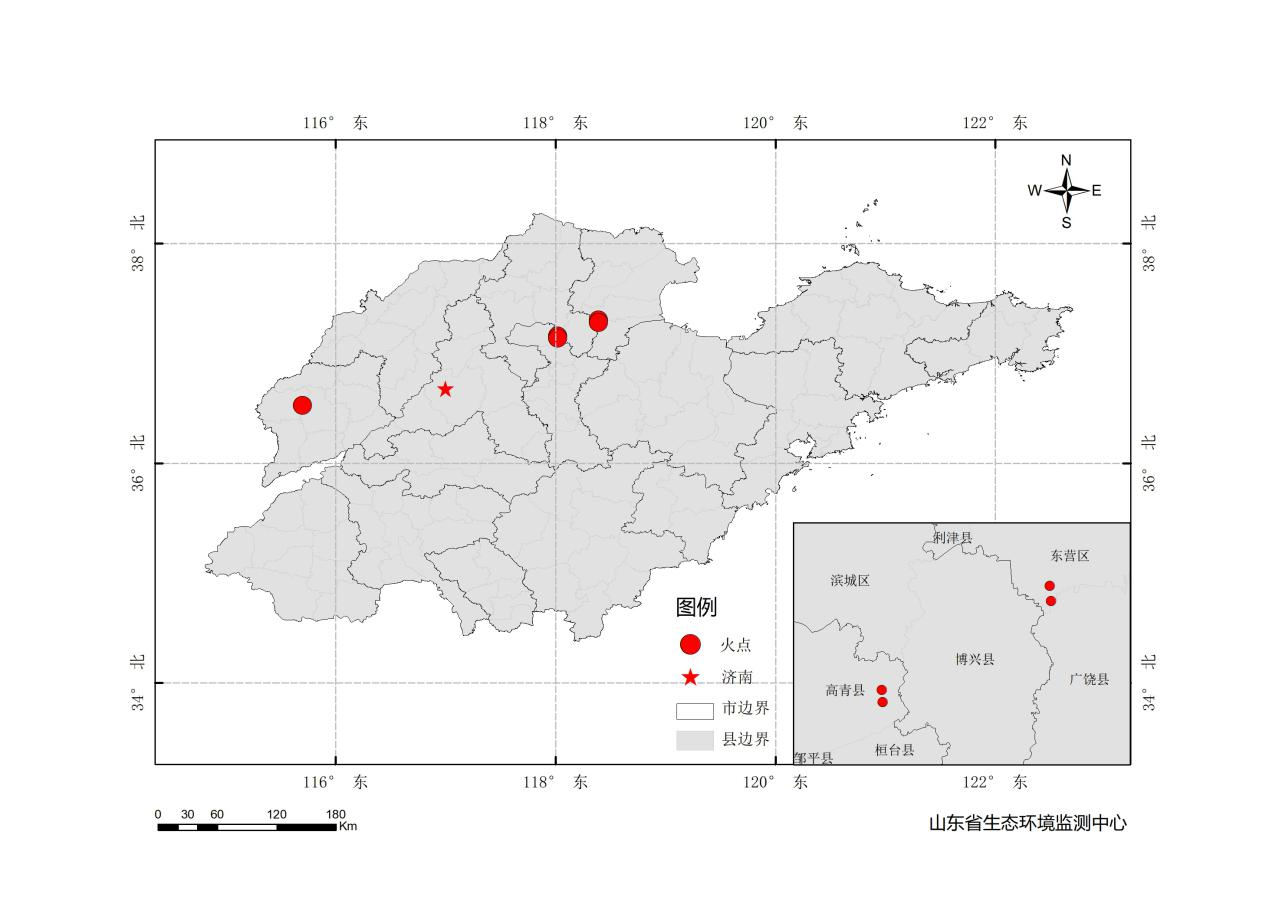 116° 东
118° 东
120° 东
122° 东
N
W
E
S
38° 北
38° 北
36° 北
36° 北
34° 北
34° 北
利津县
东营区
滨城区
博兴县
广饶县
高青县
桓台县
邹平县
图例
火点
济南
市边界
县边界
116° 东
118° 东
120° 东
122° 东
0 30 60 120 180
Km
山东省生态环境监测中心